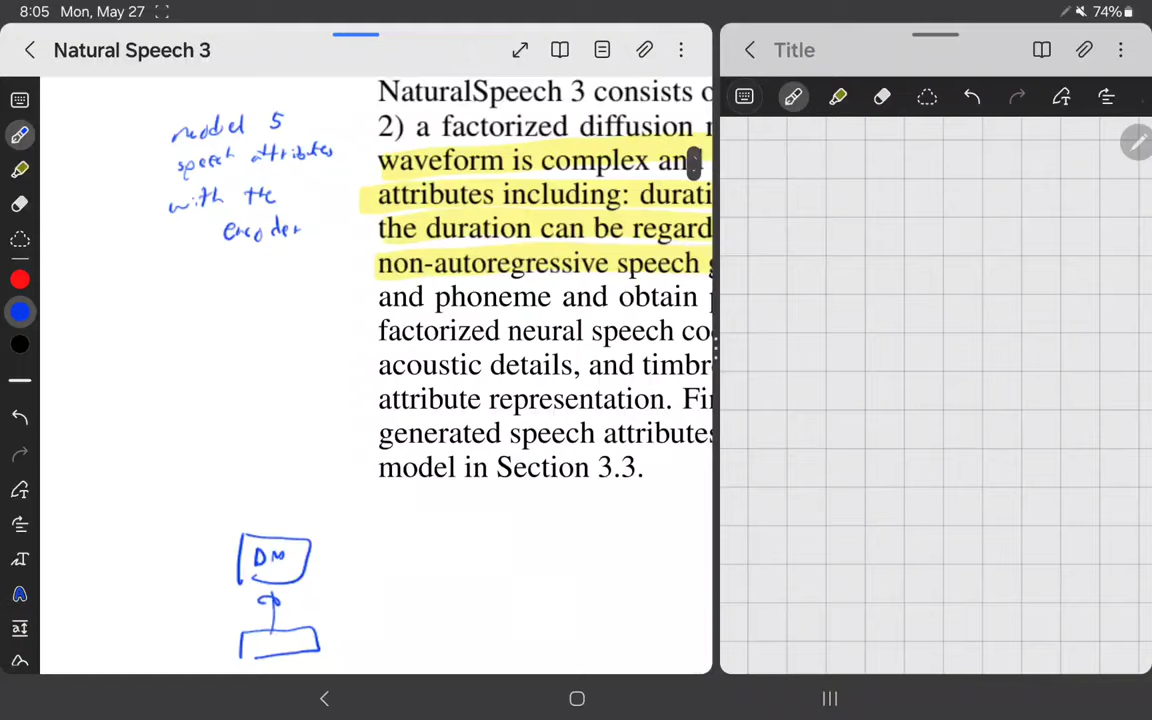 8:05 Mon, May 27
74%
Natural Speech 3
Title
model 5
speech attributes
with the
encoder
NaturalSpeech 3 consists o
2) a factorized diffusion
waveform is complex an
attributes including: durati
the duration can be regard
non-autoregressive speech g
and phoneme and obtain p
factorized neural speech co
acoustic details, and timbr
attribute representation. Fi
generated speech attributes
model in Section 3.3.
DM